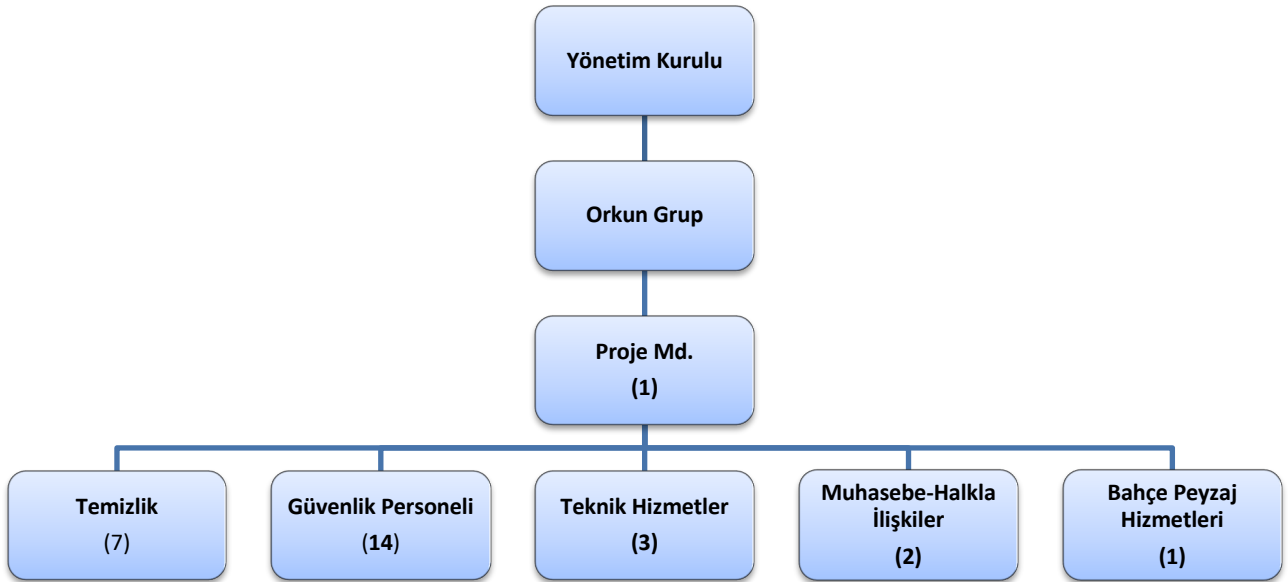 Yönetim Kurulu
Orkun Grup
Proje Md.
(1)
Temizlik
(7)
Güvenlik Personeli
(14)
Teknik Hizmetler
(3)
Muhasebe-Halkla
İlişkiler
(2)
Bahçe Peyzaj
Hizmetleri
(1)